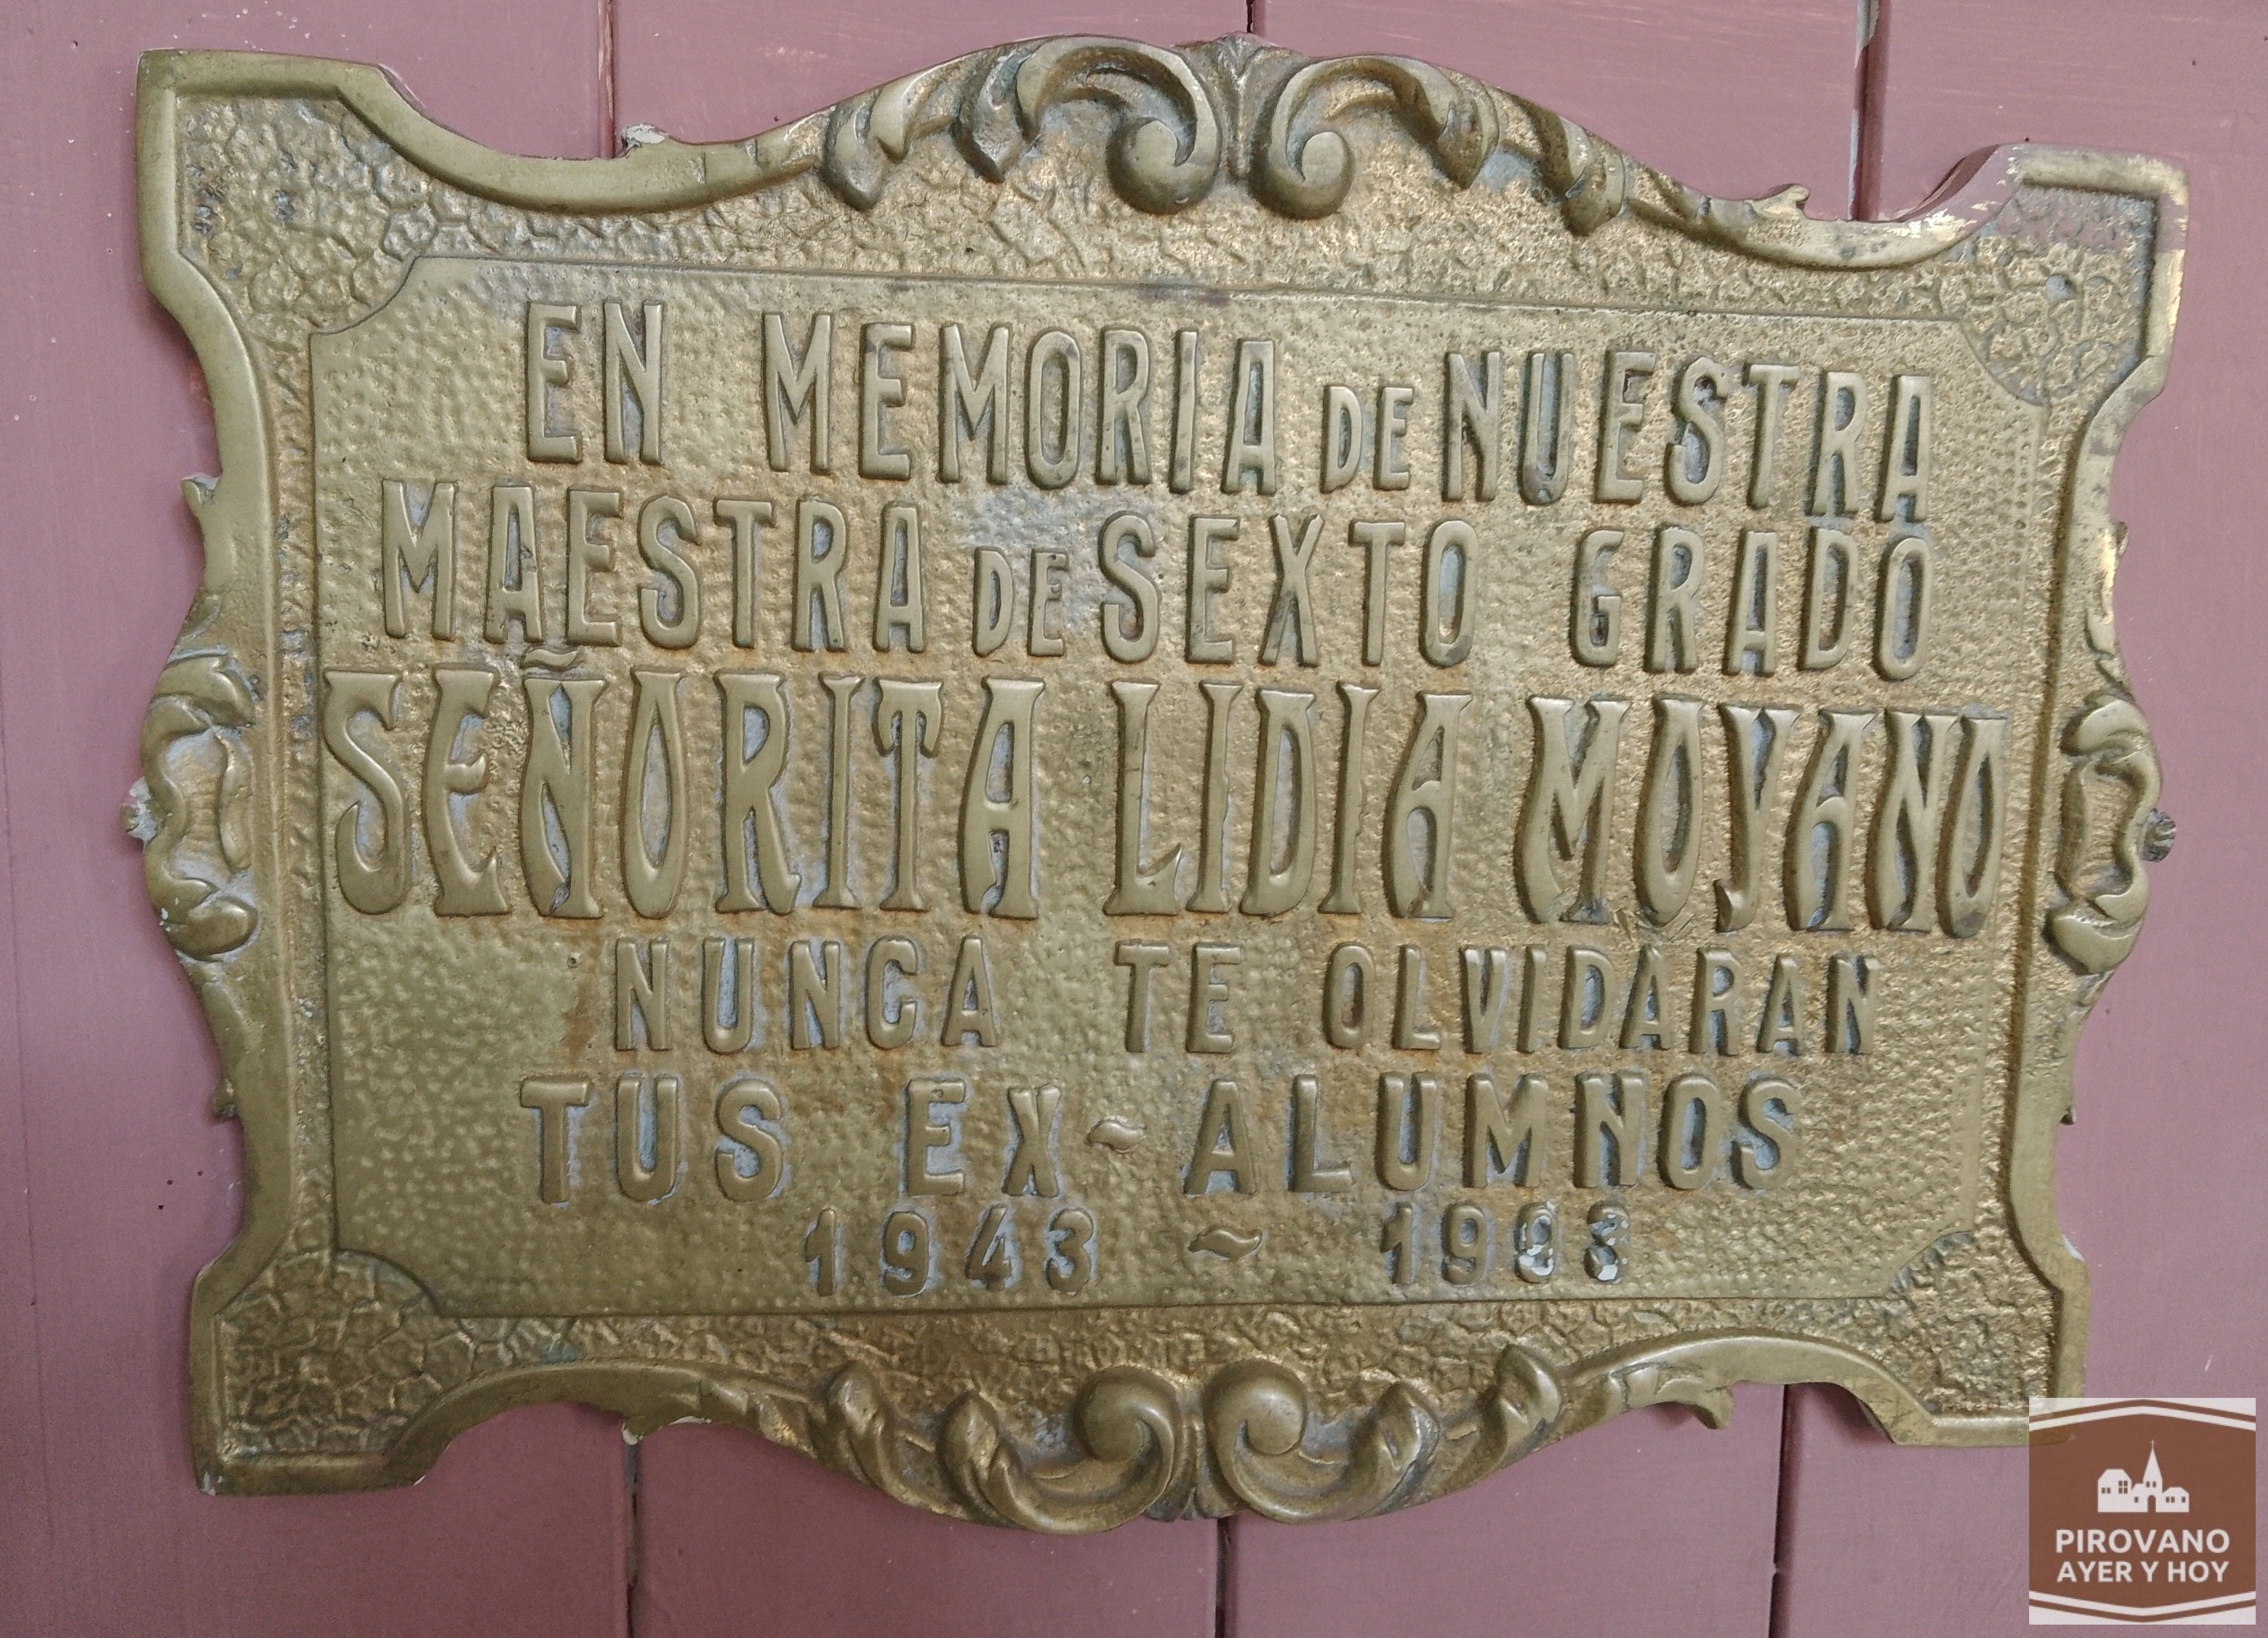 EN MEMORIA DE NUESTRA
MAESTRA DE SEXTO GRADO
SEÑORITA LIDIA MOYANO
NUNCA TE OLVIDARAN
TUS EX-ALUMNOS
1943 ~
PIROVANO
AYER Y HOY